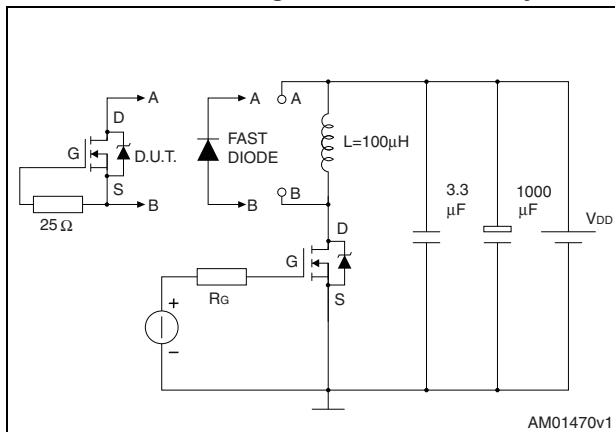 A
D
G
D.U.T.
S
B
25 Ω
A
FAST
DIODE
B
A
B
L=100μH
D
G
S
RG
+
–
3.3
μF
1000
μF
VDD
AM01470v1